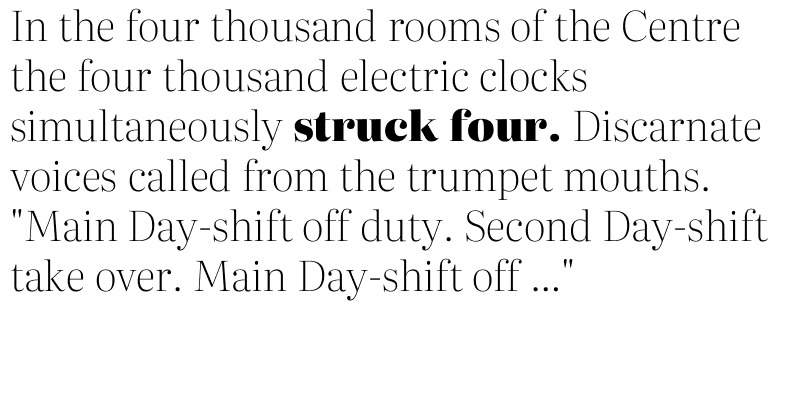 In the four thousand rooms of the Centre
the four thousand electric clocks
simultaneously struck four. Discarnate
voices called from the trumpet mouths.
"Main Day-shift off duty. Second Day-shift
take over. Main Day-shift off ..."